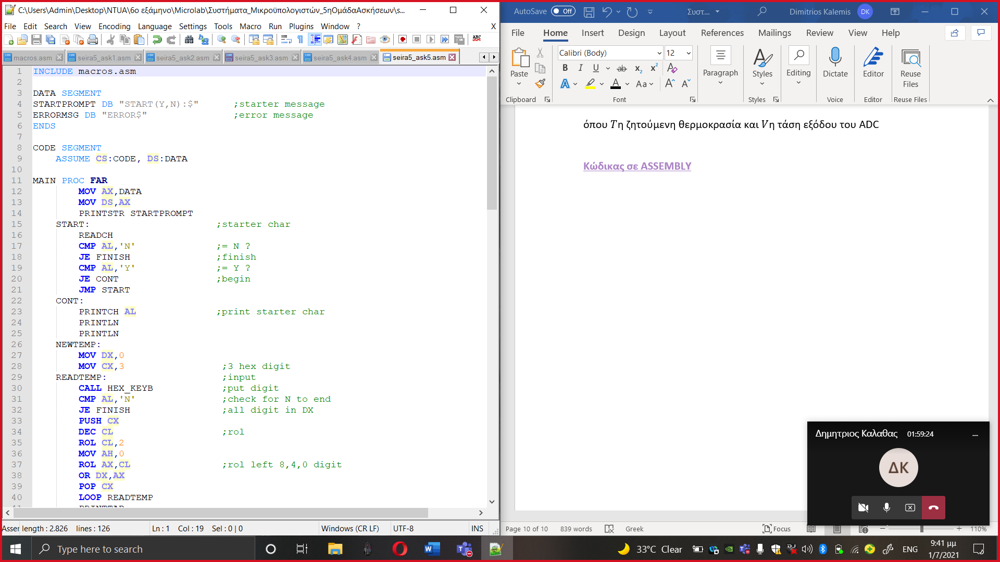 C:\Users\Admin\Desktop\NTUA\6ο εξάμηνο\Microlab\Συστήματα_Μικροϋπολογιστών_5ηΟμάδαΑσκήσεων\s...
File Edit Search View Encoding Language Settings Tools Macro Run Plugins Window ? X
macros.asm seira5_ask1.asm seira5_ask2.asm seira5_ask3.asm seira5_ask4.asm seira5_ask5.asm
1 INCLUDE macros.asm
2
3 DATA SEGMENT
4 STARTPROMPT DB "START(Y,N):$" ;starter message
5 ERRORMSG DB "ERROR$" ;error message
6 ENDS
7
8 CODE SEGMENT
9 ASSUME CS:CODE, DS:DATA
10
11 MAIN PROC FAR
12 MOV AX,DATA
13 MOV DS,AX
14 PRINTSTR STARTPROMPT
15 START: ;starter char
16 READCH
17 CMP AL,'N' ;= N ?
18 JE FINISH ;finish
19 CMP AL,'Y' ;= Y ?
20 JE CONT ;begin
21 JMP START
22 CONT:
23 PRINTCH AL ;print starter char
24 PRINTLN
25 PRINTLN
26 NEWTEMP:
27 MOV DX,0
28 MOV CX,3 ;3 hex digit
29 READTEMP: ;input
30 CALL HEX_KEYB ;put digit
31 CMP AL,'N' ;check for N to end
32 JE FINISH ;all digit in DX
33 PUSH CX
34 DEC CL ;rol
35 ROL CL,2
36 MOV AH,0
37 ROL AX,CL ;rol left 8,4,0 digit
38 OR DX,AX
39 POP CX
40 LOOP READTEMP
Asser length : 2.826 lines : 126 Ln : 1 Col : 19 Sel : 0 | 0 Windows (CR LF) UTF-8 INS
AutoSave Off Συστ... Dimitrios Kalemis DK
File Home Insert Design Layout References Mailings Review View Help
Calibri (Body) 12
Paste Paragraph Styles Editing Dictate Editor Reuse Files
Clipboard Font Styles Voice Editor Reuse Files
όπου T η ζητούμενη θερμοκρασία και V η τάση εξόδου του ADC
Κώδικας σε ASSEMBLY
Δημητριος Καλαθας 01:59:24
ΔΚ
Page 10 of 10 839 words Greek Focus 110%
Type here to search
33°C Clear ENG 9:41 μμ
1/7/2021